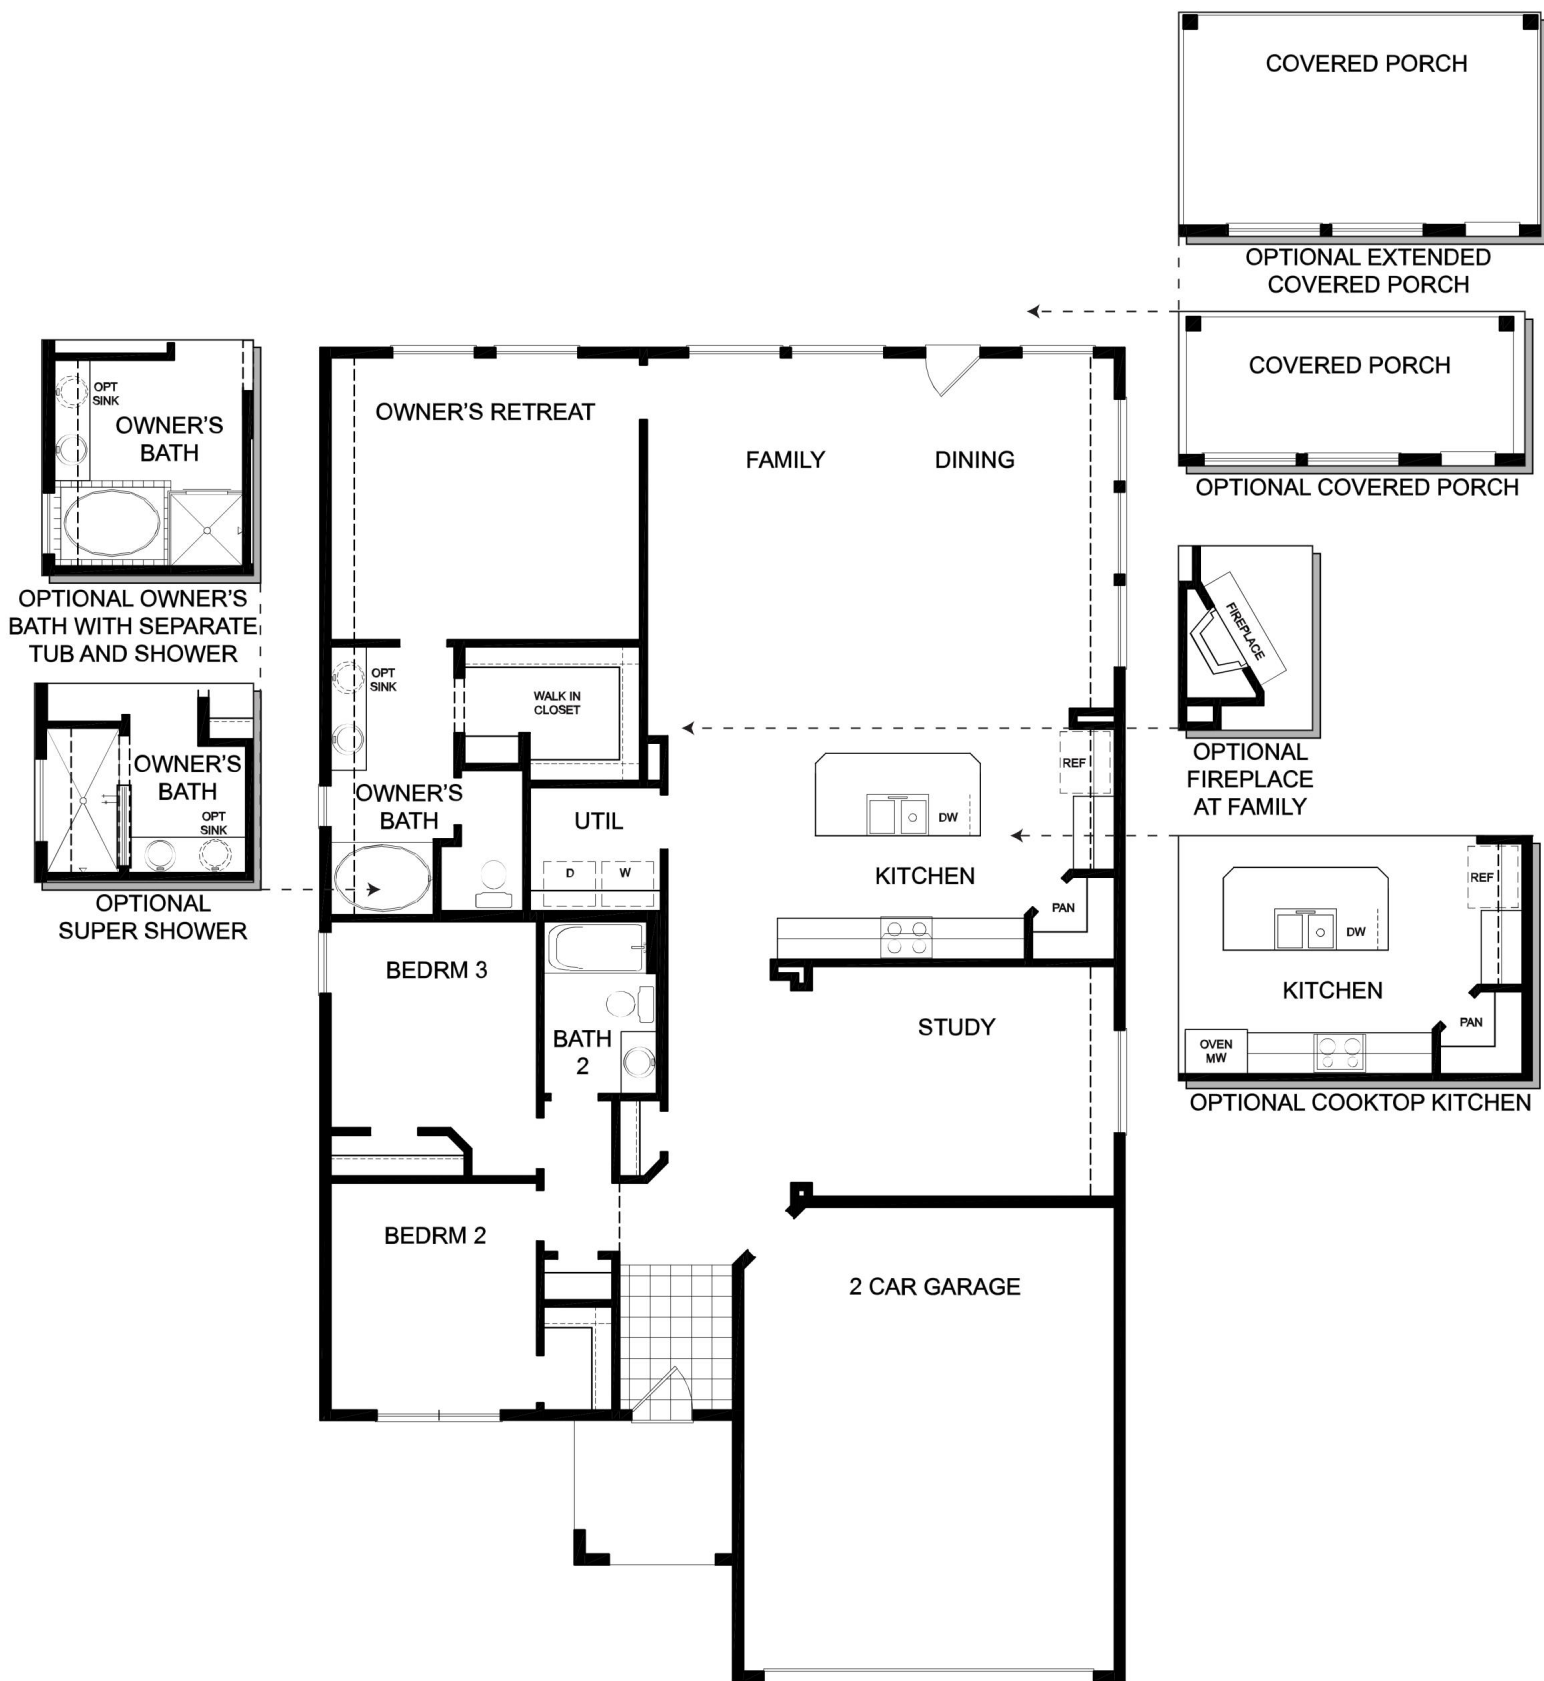 COVERED PORCH
OPTIONAL EXTENDED
COVERED PORCH
COVERED PORCH
OPTIONAL COVERED PORCH
OPT
SINK
OWNER'S
BATH
OPTIONAL OWNER'S
BATH WITH SEPARATE
TUB AND SHOWER
OWNER'S
BATH
OPT
SINK
OPTIONAL
SUPER SHOWER
OWNER'S RETREAT
FAMILY
DINING
OPT
SINK
WALK IN
CLOSET
OWNER'S
BATH
UTIL
D
W
REF
DW
KITCHEN
PAN
FIREPLACE
OPTIONAL
FIREPLACE
AT FAMILY
REF
DW
KITCHEN
PAN
OVEN
MW
OPTIONAL COOKTOP KITCHEN
BEDRM 3
BATH
2
STUDY
BEDRM 2
2 CAR GARAGE